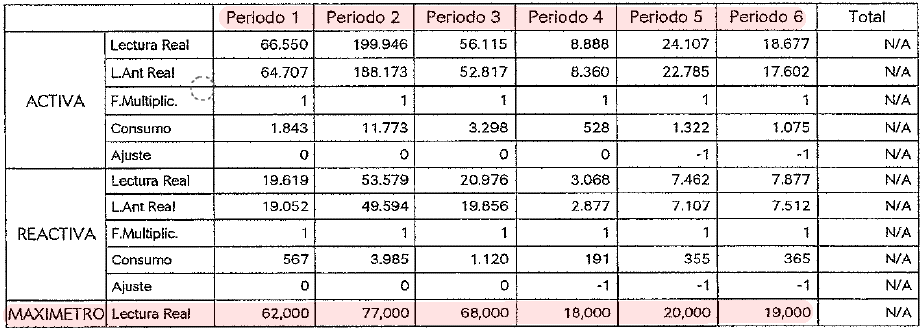 Periodo 1 Periodo 2 Periodo 3 Periodo 4 Periodo 5 Periodo 6 Total
ACTIVA
Lectura Real 66.550 199.946 56.115 8.888 24.107 18.677 N/A
L.Ant Real 64.707 188.173 52.817 8.360 22.785 17.602 N/A
F.Multiplic. 1 1 1 1 1 1 N/A
Consumo 1.843 11.773 3.298 528 1.322 1.075 N/A
Ajuste 0 0 0 0 -1 -1 N/A
REACTIVA
Lectura Real 19.619 53.579 20.976 3.068 7.462 7.877 N/A
L.Ant Real 19.052 49.594 19.856 2.877 7.107 7.512 N/A
F.Multiplic. 1 1 1 1 1 1 N/A
Consumo 567 3.985 1.120 191 355 365 N/A
Ajuste 0 0 0 -1 -1 -1 N/A
MAXIMETRO Lectura Real 62,000 77,000 68,000 18,000 20,000 19,000 N/A